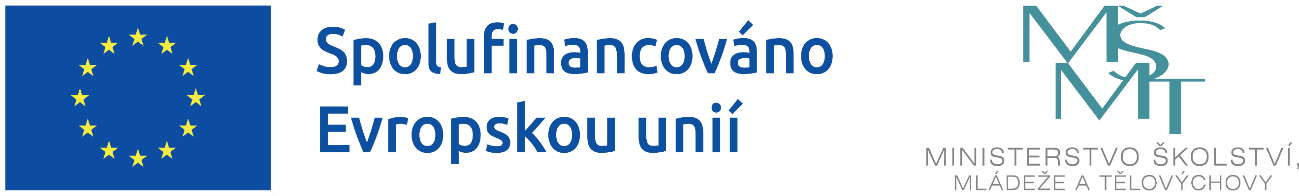 Spolufinancováno
Evropskou unií
MŠMT
MINISTERSTVO ŠKOLSTVÍ,
MLÁDEŽE A TĚLOVÝCHOVY